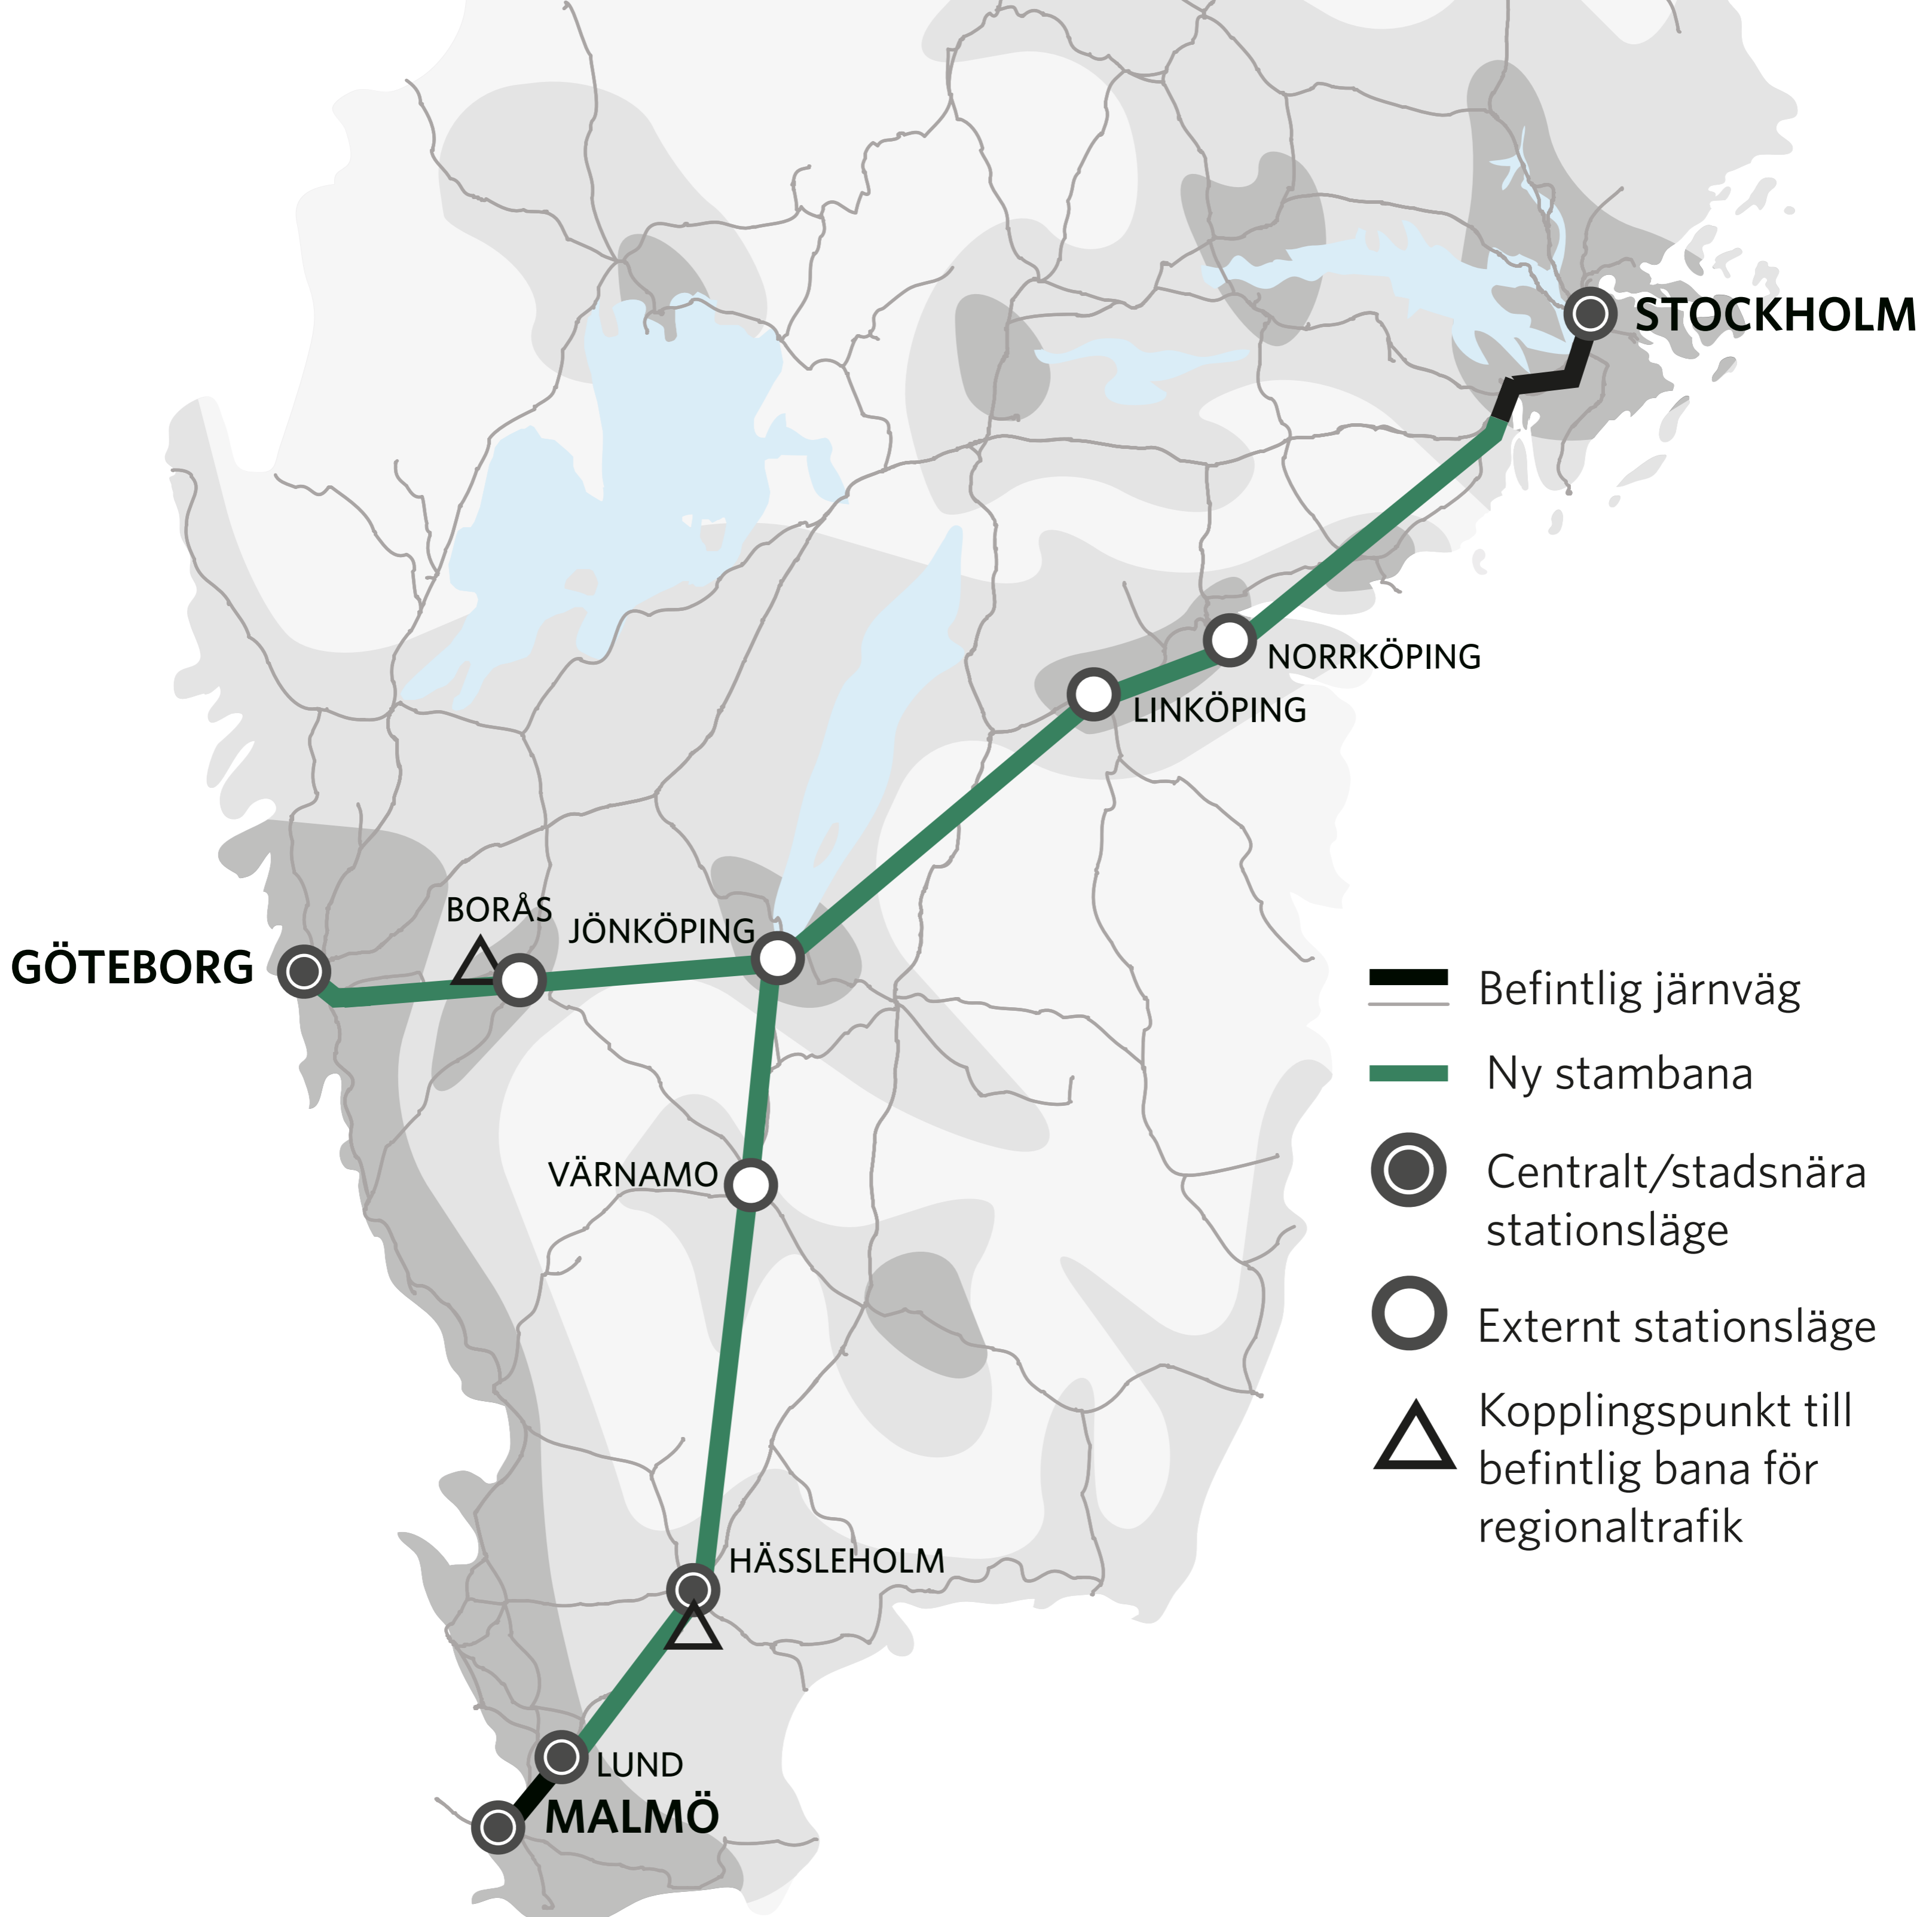 STOCKHOLM
NORRKÖPING
LINKÖPING
BORÅS
JÖNKÖPING
GÖTEBORG
VÄRNAMO
HÄSSLEHOLM
LUND
MALMÖ
Befintlig järnväg
Ny stambana
Centralt/stadsnära
stationsläge
Externt stationsläge
Kopplingspunkt till
befintlig bana för
regionaltrafik